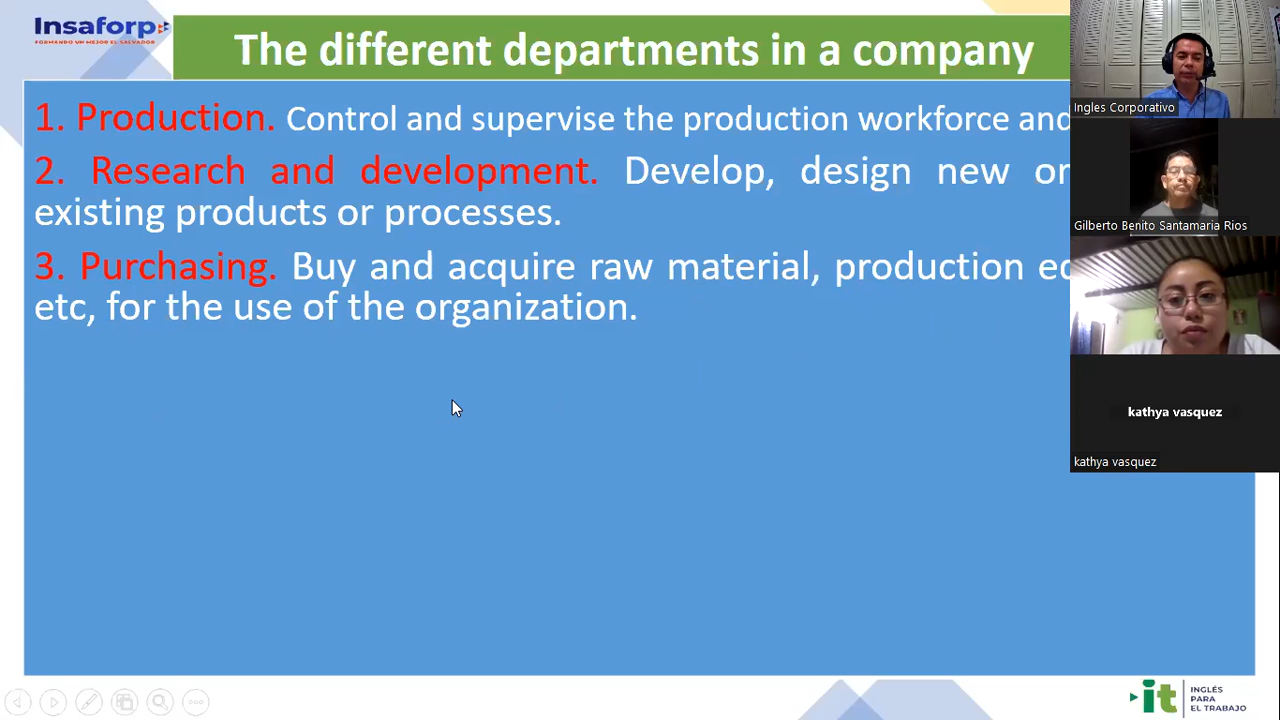 Insaforp
FORMANDO UN MEJOR EL SALVADOR
The different departments in a company
1. Production. Control and supervise the production workforce and
2. Research and development. Develop, design new or
existing products or processes.
3. Purchasing. Buy and acquire raw material, production
etc, for the use of the organization.
Ingles Corporativo
Gilberto Benito Santamaria Rios
kathya vasquez
kathya vasquez
it INGLÉS
PARA
EL TRABAJO